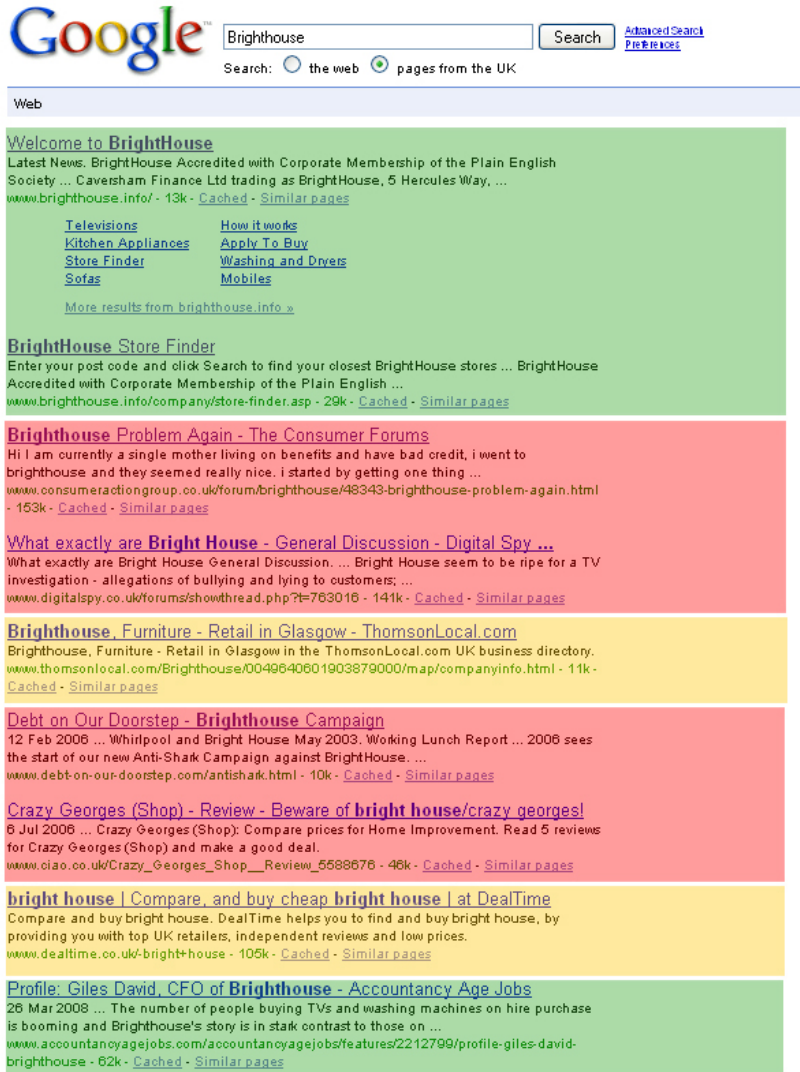 Google™
Brighthouse
Search
Advanced Search
Preferences
Search: the web pages from the UK
Web
Welcome to BrightHouse
Latest News. BrightHouse Accredited with Corporate Membership of the Plain English
Society ... Caversham Finance Ltd trading as BrightHouse, 5 Hercules Way, ...
www.brighthouse.info/ - 13k - Cached - Similar pages
Televisions How it works
Kitchen Appliances Apply To Buy
Store Finder Washing and Dryers
Sofas Mobiles
More results from brighthouse.info »
BrightHouse Store Finder
Enter your post code and click Search to find your closest BrightHouse stores ... BrightHouse
Accredited with Corporate Membership of the Plain English ...
www.brighthouse.info/company/store-finder.asp - 29k - Cached - Similar pages
Brighthouse Problem Again - The Consumer Forums
Hi I am currently a single mother living on benefits and have bad credit, i went to
brighthouse and they seemed really nice. i started by getting one thing ...
www.consumeractiongroup.co.uk/forum/brighthouse/48343-brighthouse-problem-again.html
- 153k - Cached - Similar pages
What exactly are Bright House - General Discussion - Digital Spy ...
What exactly are Bright House General Discussion. ... Bright House seem to be ripe for a TV
investigation - allegations of bullying and lying to customers; ...
www.digitalspy.co.uk/forums/showthread.php?t=763016 - 141k - Cached - Similar pages
Brighthouse, Furniture - Retail in Glasgow - ThomsonLocal.com
Brighthouse, Furniture - Retail in Glasgow in the ThomsonLocal.com UK business directory.
www.thomsonlocal.com/Brighthouse/0049640601903879000/map/companyinfo.html - 11k -
Cached - Similar pages
Debt on Our Doorstep - Brighthouse Campaign
12 Feb 2006 ... Whirlpool and Bright House May 2003. Working Lunch Report ... 2006 sees
the start of our new Anti-Shark Campaign against BrightHouse. ...
www.debt-on-our-doorstep.com/antishark.html - 10k - Cached - Similar pages
Crazy Georges (Shop) - Review - Beware of bright house/crazy georges!
6 Jul 2006 ... Crazy Georges (Shop): Compare prices for Home Improvement. Read 5 reviews
for Crazy Georges (Shop) and make a good deal.
www.ciao.co.uk/Crazy_Georges_Shop__Review_5588676 - 46k - Cached - Similar pages
bright house | Compare, and buy cheap bright house | at DealTime
Compare and buy bright house. DealTime helps you to find and buy bright house, by
providing you with top UK retailers, independent reviews and low prices.
www.dealtime.co.uk/-bright+house - 105k - Cached - Similar pages
Profile: Giles David, CFO of Brighthouse - Accountancy Age Jobs
26 Mar 2008 ... The number of people buying TVs and washing machines on hire purchase
is booming and Brighthouse's story is in stark contrast to those on ...
www.accountancyagejobs.com/accountancyagejobs/features/2212799/profile-giles-david-
brighthouse - 62k - Cached - Similar pages